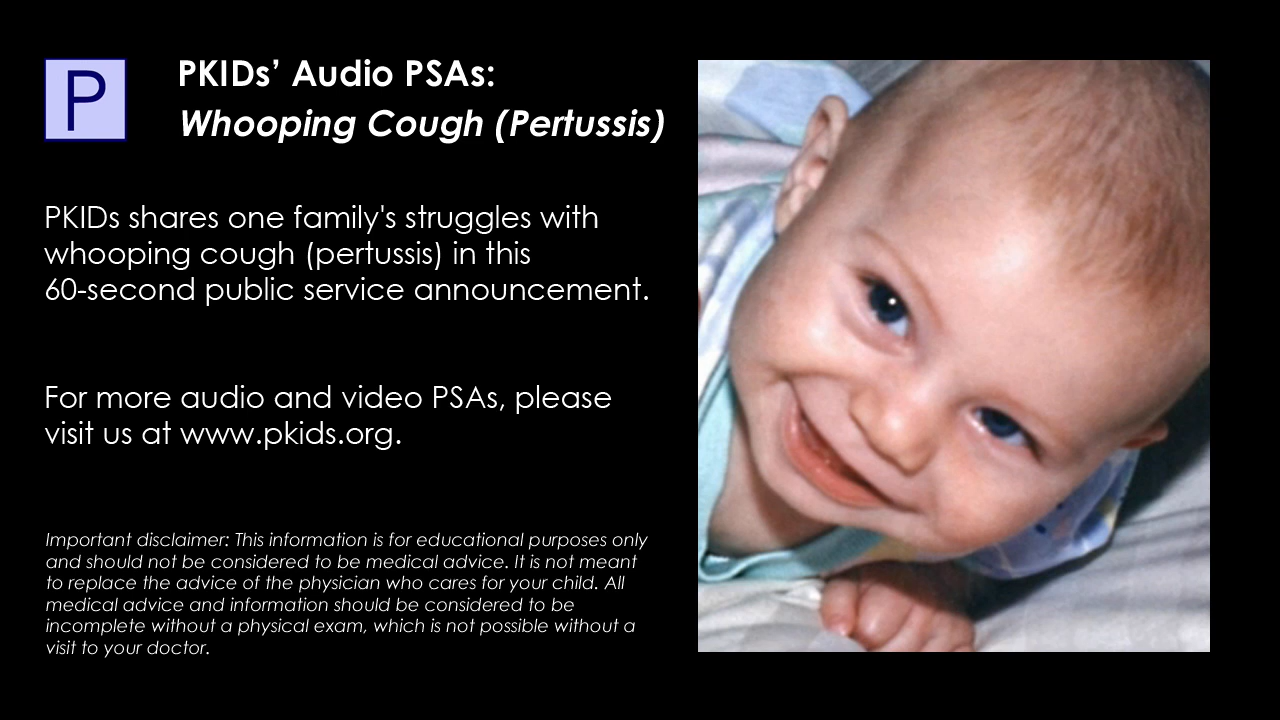 P
PKIDs’ Audio PSAs:
Whooping Cough (Pertussis)
PKIDs shares one family's struggles with
whooping cough (pertussis) in this
60-second public service announcement.
For more audio and video PSAs, please
visit us at www.pkids.org.
Important disclaimer: This information is for educational purposes only
and should not be considered to be medical advice. It is not meant
to replace the advice of the physician who cares for your child. All
medical advice and information should be considered to be
incomplete without a physical exam, which is not possible without a
visit to your doctor.